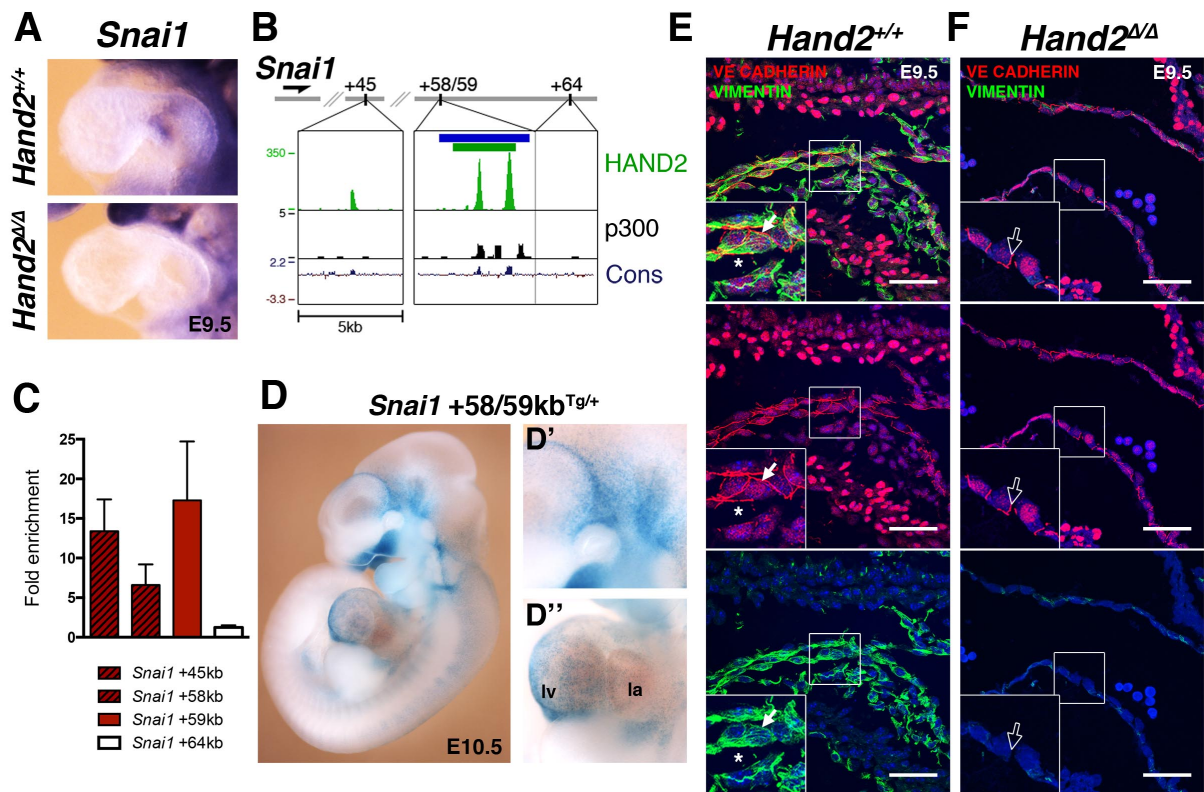 A
Snai1
Hand2+/+
Hand2Δ/Δ
E9.5
B
Snai1
+45
+58/59
+64
350
5
2.2
-3.3
HAND2
p300
Cons
5kb
C
Fold enrichment
25
20
15
10
5
0
Snai1 +45kb
Snai1 +58kb
Snai1 +59kb
Snai1 +64kb
D
Snai1 +58/59kbTg/+
E10.5
D'
D''
lv
la
E
Hand2+/+
VE CADHERIN
VIMENTIN
E9.5
*
*
*
F
Hand2Δ/Δ
VE CADHERIN
VIMENTIN
E9.5